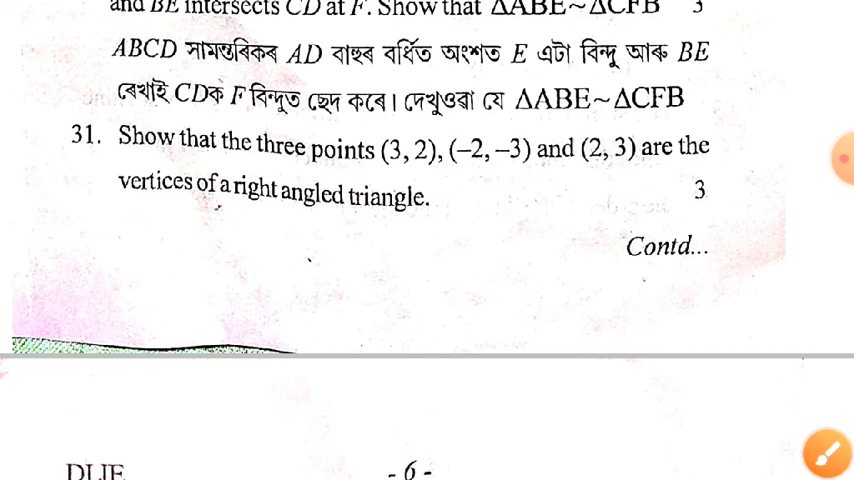 and BE intersects CD at F. Show that ΔABE~ΔCFB 3
ABCD সামন্তৰিকৰ AD বাহুৰ বৰ্ধিত অংশত E এটা বিন্দু আৰু BE
ৰেখাই CDক F বিন্দুত ছেদ কৰে। দেখুওৱা যে ΔABE~ΔCFB
31. Show that the three points (3, 2), (–2, –3) and (2, 3) are the
vertices of a right angled triangle. 3
Contd...
DLJE - 6 -